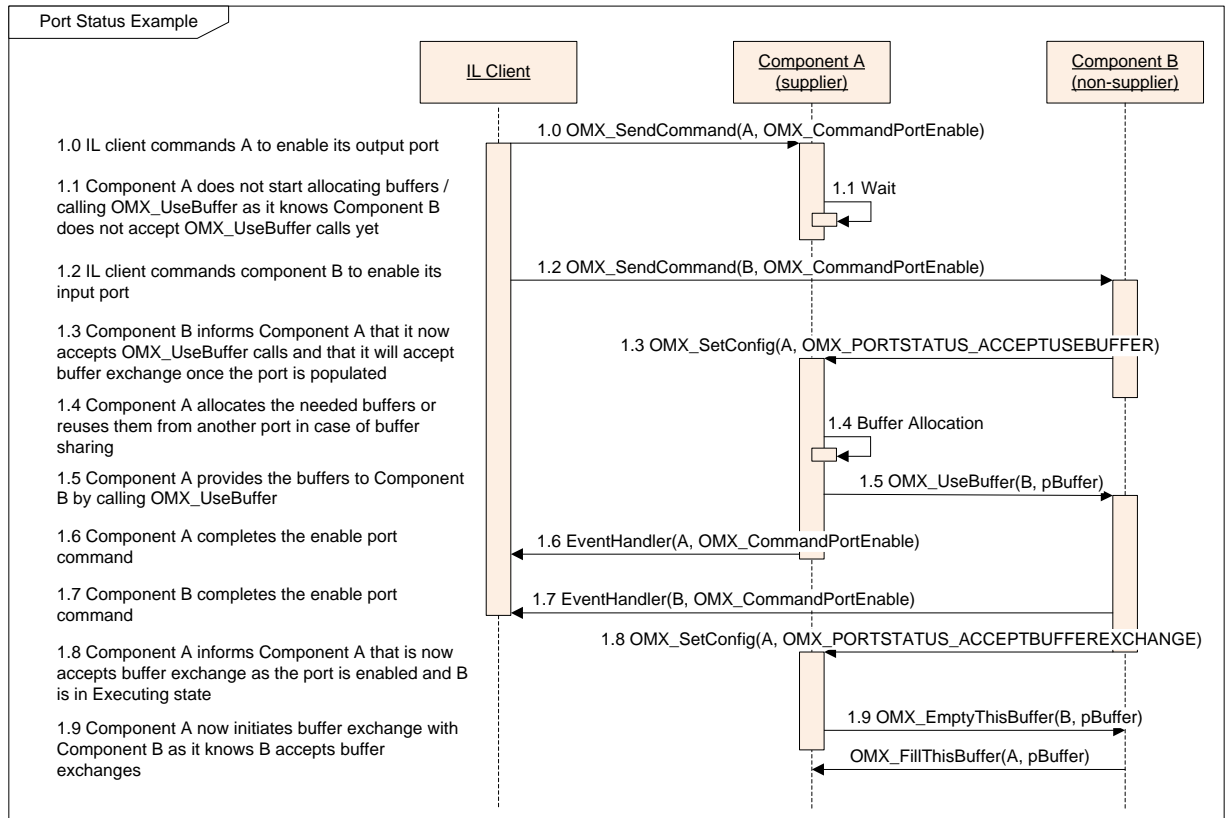 Port Status Example
IL Client
Component A
(supplier)
Component B
(non-supplier)
1.0 IL client commands A to enable its output port
1.0 OMX_SendCommand(A, OMX_CommandPortEnable)
1.1 Component A does not start allocating buffers /
calling OMX_UseBuffer as it knows Component B
does not accept OMX_UseBuffer calls yet
1.1 Wait
1.2 IL client commands component B to enable its
input port
1.2 OMX_SendCommand(B, OMX_CommandPortEnable)
1.3 Component B informs Component A that it now
accepts OMX_UseBuffer calls and that it will accept
buffer exchange once the port is populated
1.3 OMX_SetConfig(A, OMX_PORTSTATUS_ACCEPTUSEBUFFER)
1.4 Component A allocates the needed buffers or
reuses them from another port in case of buffer
sharing
1.4 Buffer Allocation
1.5 Component A provides the buffers to Component
B by calling OMX_UseBuffer
1.5 OMX_UseBuffer(B, pBuffer)
1.6 Component A completes the enable port
command
1.6 EventHandler(A, OMX_CommandPortEnable)
1.7 Component B completes the enable port
command
1.7 EventHandler(B, OMX_CommandPortEnable)
1.8 Component A informs Component A that is now
accepts buffer exchange as the port is enabled and B
is in Executing state
1.8 OMX_SetConfig(A, OMX_PORTSTATUS_ACCEPTBUFFEREXCHANGE)
1.9 Component A now initiates buffer exchange with
Component B as it knows B accepts buffer
exchanges
1.9 OMX_EmptyThisBuffer(B, pBuffer)
OMX_FillThisBuffer(A, pBuffer)